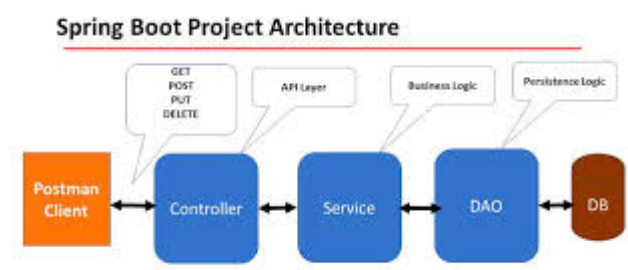 Spring Boot Project Architecture
GET
POST
PUT
DELETE
API Layer
Business Logic
Persistence Logic
Postman
Client
Controller
Service
DAO
DB